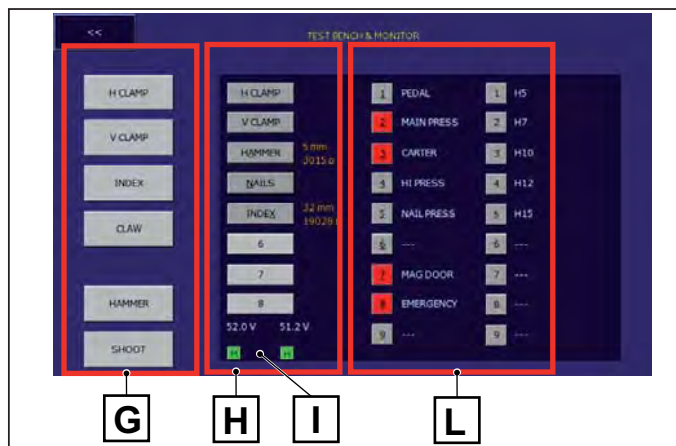 <<
TEST BENCH & MONITOR
H CLAMP
V CLAMP
INDEX
CLAW
HAMMER
SHOOT
H CLAMP
V CLAMP
HAMMER
5 mm
3015 p
NAILS
INDEX
32 mm
19028
6
7
8
52.0 V 51.2 V
M H
1 PEDAL 1 H5
2 MAIN PRESS 2 H7
3 CARTER 3 H10
4 HI PRESS 4 H12
5 NAIL PRESS 5 H15
6 --- 6 ---
7 MAG DOOR 7 ---
8 EMERGENCY 8 ---
9 --- 9 ---
G H I L